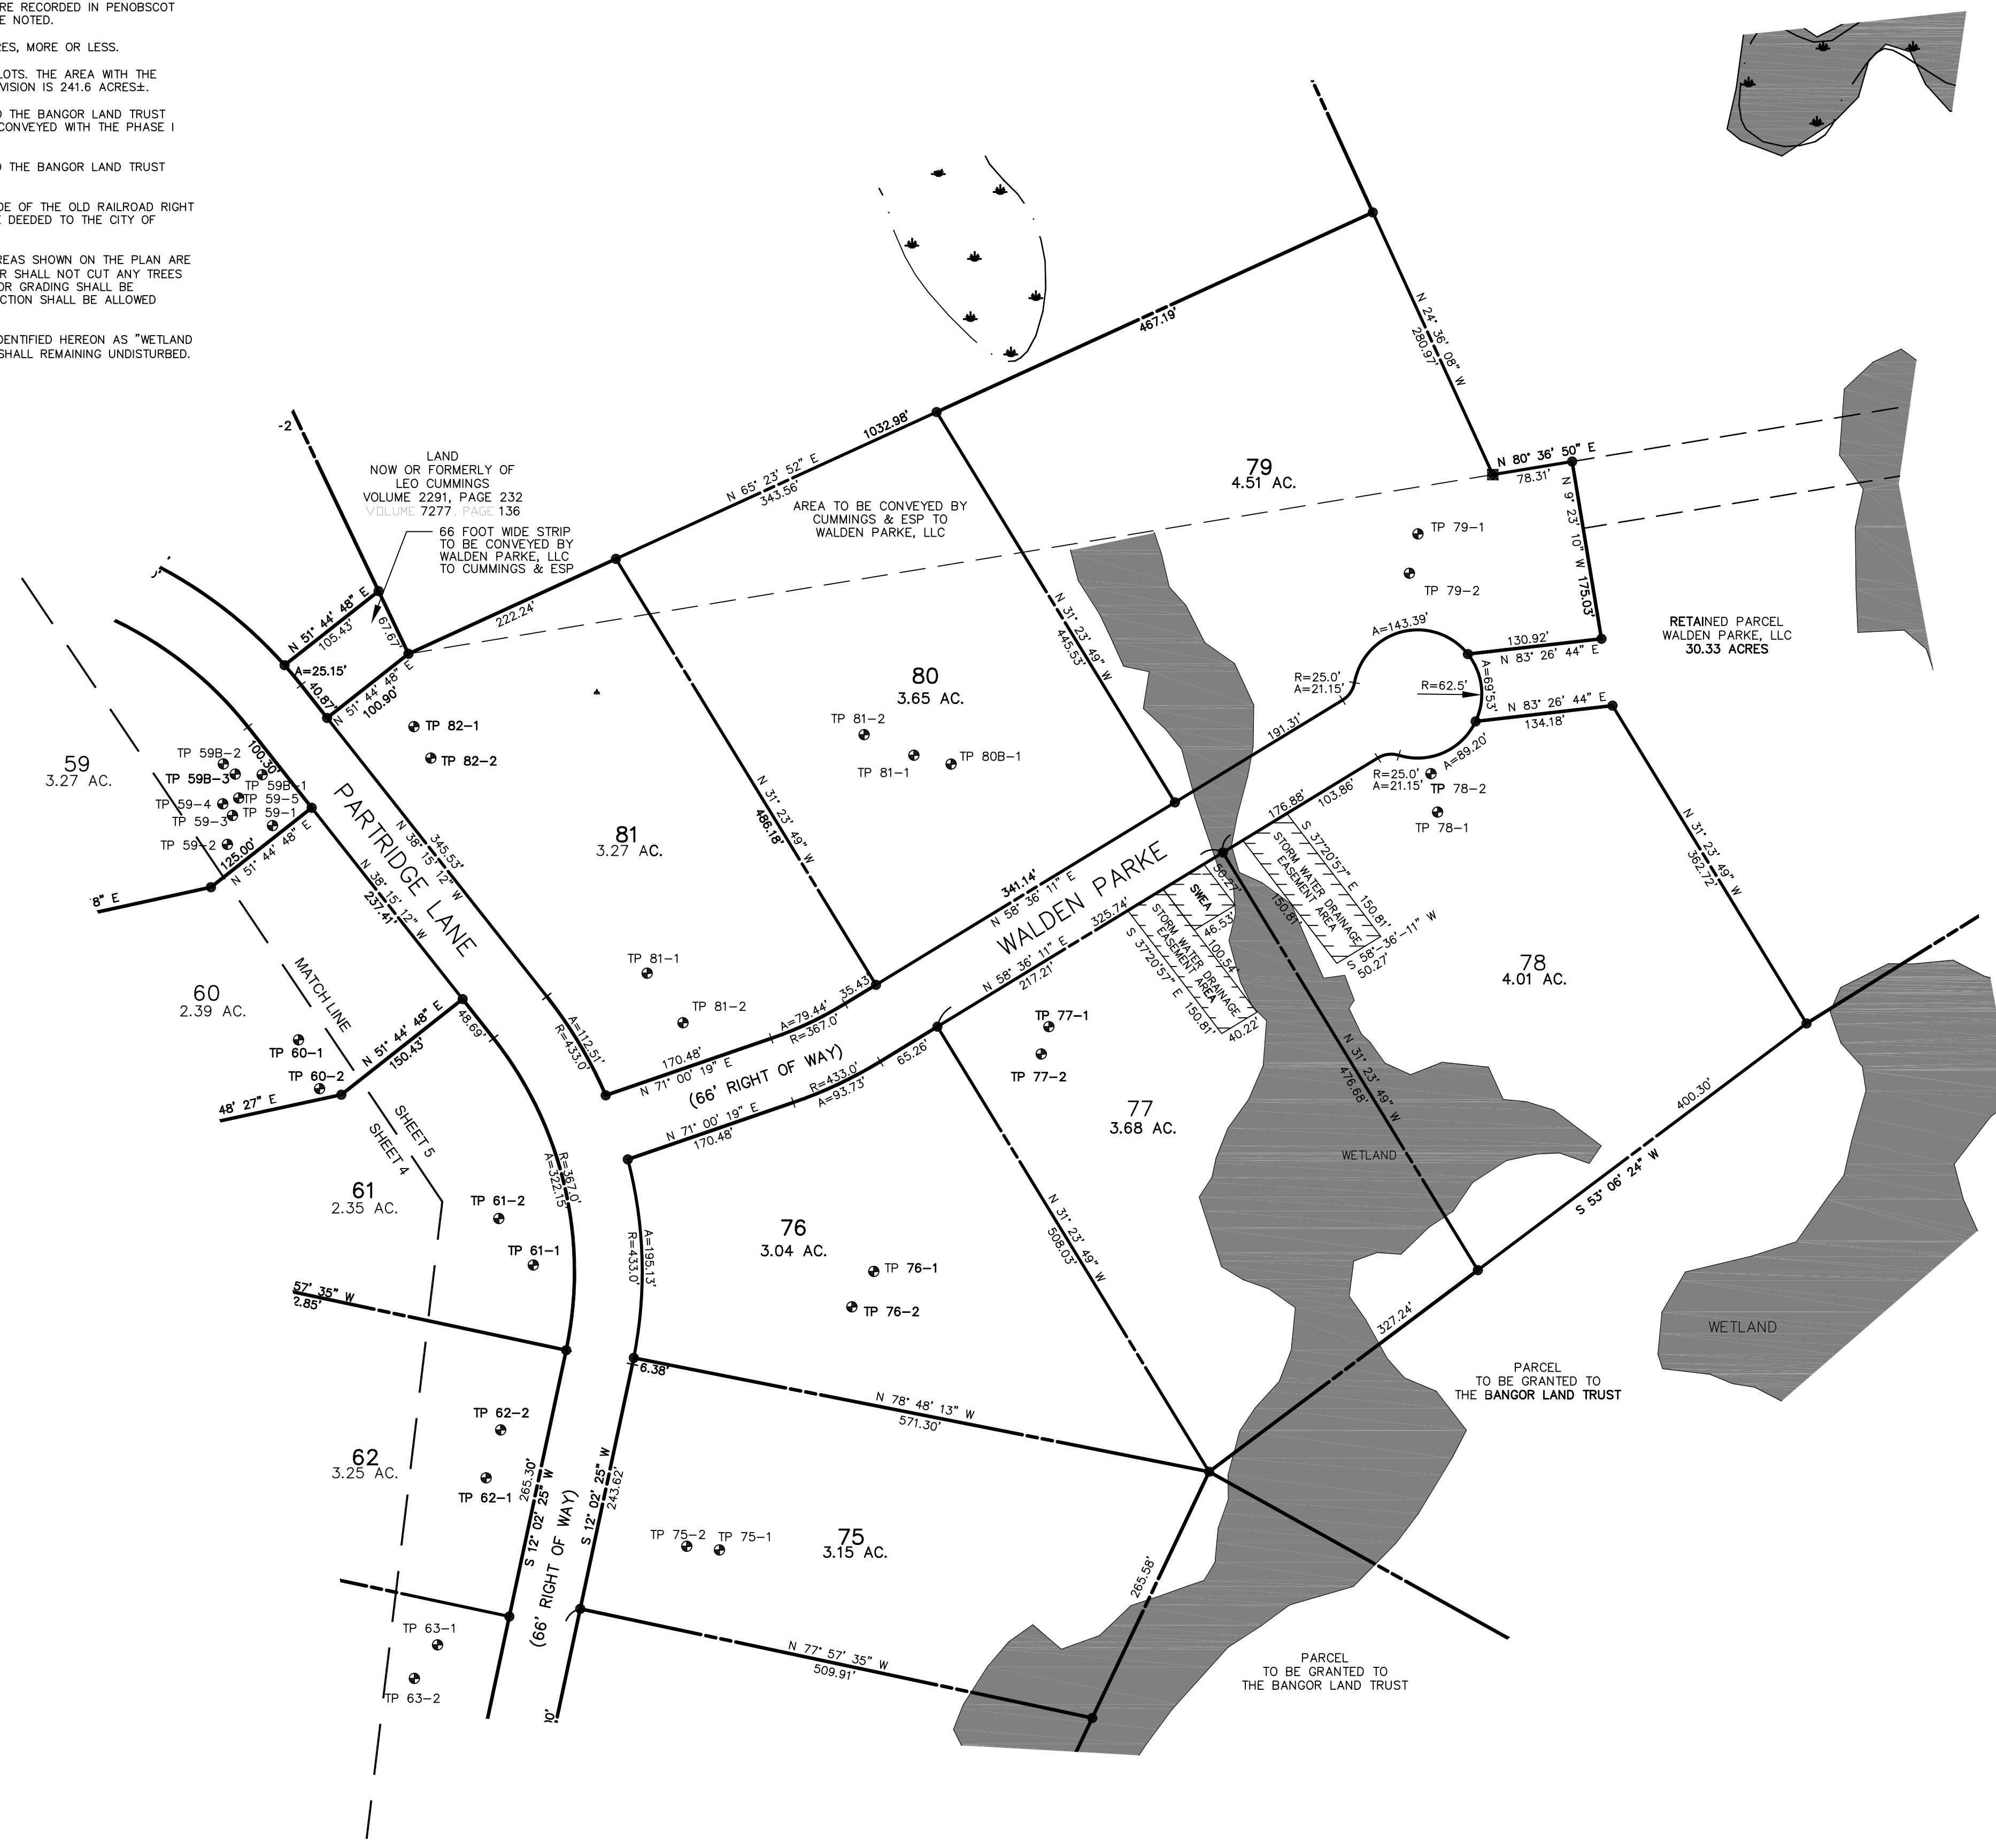 RE RECORDED IN PENOBSCOT
E NOTED.
RES, MORE OR LESS.
LOTS. THE AREA WITH THE
VISION IS 241.6 ACRES±.
O THE BANGOR LAND TRUST
CONVEYED WITH THE PHASE I
O THE BANGOR LAND TRUST
DE OF THE OLD RAILROAD RIGHT
E DEEDED TO THE CITY OF
REAS SHOWN ON THE PLAN ARE
R SHALL NOT CUT ANY TREES
OR GRADING SHALL BE
CTION SHALL BE ALLOWED
DENTIFIED HEREON AS "WETLAND
SHALL REMAINING UNDISTURBED.
-2
LAND
NOW OR FORMERLY OF
LEO CUMMINGS
VOLUME 2291, PAGE 232
VOLUME 7277, PAGE 136
66 FOOT WIDE STRIP
TO BE CONVEYED BY
WALDEN PARKE, LLC
TO CUMMINGS & ESP
467.19'
1032.98'
N 65° 23' 52" E
343.56'
222.24'
AREA TO BE CONVEYED BY
CUMMINGS & ESP TO
WALDEN PARKE, LLC
N 24° 36' 08" W
280.97'
79
4.51 AC.
N 80° 36' 50" E
78.31'
N 9° 23' 10" W
175.03'
TP 79-1
TP 79-2
RETAINED PARCEL
WALDEN PARKE, LLC
30.33 ACRES
130.92'
N 83° 26' 44" E
A=143.39'
A=69.53'
R=62.5'
R=25.0'
A=21.15'
N 83° 26' 44" E
134.18'
A=89.20'
R=25.0'
A=21.15'
TP 78-2
TP 78-1
191.31'
176.88'
103.86'
N 31° 23' 49" W
445.53'
80
3.65 AC.
TP 81-2
TP 81-1
TP 80B-1
N 31° 23' 49" W
486.18'
N 51° 44' 48" E
105.43'
67.67'
A=25.15'
40.87'
N 51° 44' 48" E
100.90'
TP 82-1
TP 82-2
81
3.27 AC.
TP 81-1
TP 81-2
59
3.27 AC.
TP 59B-2
TP 59B-3
TP 59B-1
TP 59-4
TP 59-5
TP 59-3
TP 59-1
TP 59-2
100.30'
125.00'
N 51° 44' 48" E
8" E
PARTRIDGE LANE
N 38° 15' 12" W
345.53'
N 38° 15' 12" W
237.41'
MATCH LINE
SHEET 5
SHEET 4
60
2.39 AC.
TP 60-1
TP 60-2
N 51° 44' 48" E
150.43'
48' 27" E
48.69'
A=112.51'
R=433.0'
341.14'
N 58° 36' 11" E
WALDEN PARKE
325.74'
N 58° 36' 11" E
217.21'
35.43'
A=79.44'
R=367.0'
170.48'
N 71° 00' 19" E
(66' RIGHT OF WAY)
65.26'
R=433.0'
A=93.73'
N 71° 00' 19" E
170.48'
50.27'
SWEA
46.53'
100.54'
STORM WATER DRAINAGE
EASEMENT AREA
S 37°20'57" E 150.81'
40.22'
STORM WATER DRAINAGE
EASEMENT AREA
S 37°20'57" E 150.81'
150.81'
S 58°-36'-11" W
50.27'
78
4.01 AC.
N 31° 23' 49" W
362.72'
N 31° 23' 49" W
476.68'
WETLAND
400.30'
S 53° 06' 24" W
327.24'
WETLAND
TP 77-1
TP 77-2
77
3.68 AC.
N 31° 23' 49" W
508.03'
61
2.35 AC.
TP 61-2
TP 61-1
R=367.0'
A=322.15'
A=195.13'
R=433.0'
57' 35" W
2.85'
76
3.04 AC.
TP 76-1
TP 76-2
6.38'
N 78° 48' 13" W
571.30'
PARCEL
TO BE GRANTED TO
THE BANGOR LAND TRUST
62
3.25 AC.
TP 62-2
TP 62-1
265.30'
S 12° 02' 25" W
S 12° 02' 25" W
243.62'
(66' RIGHT OF WAY)
TP 75-2
TP 75-1
75
3.15 AC.
265.58'
N 77° 57' 35" W
509.91'
TP 63-1
TP 63-2
PARCEL
TO BE GRANTED TO
THE BANGOR LAND TRUST